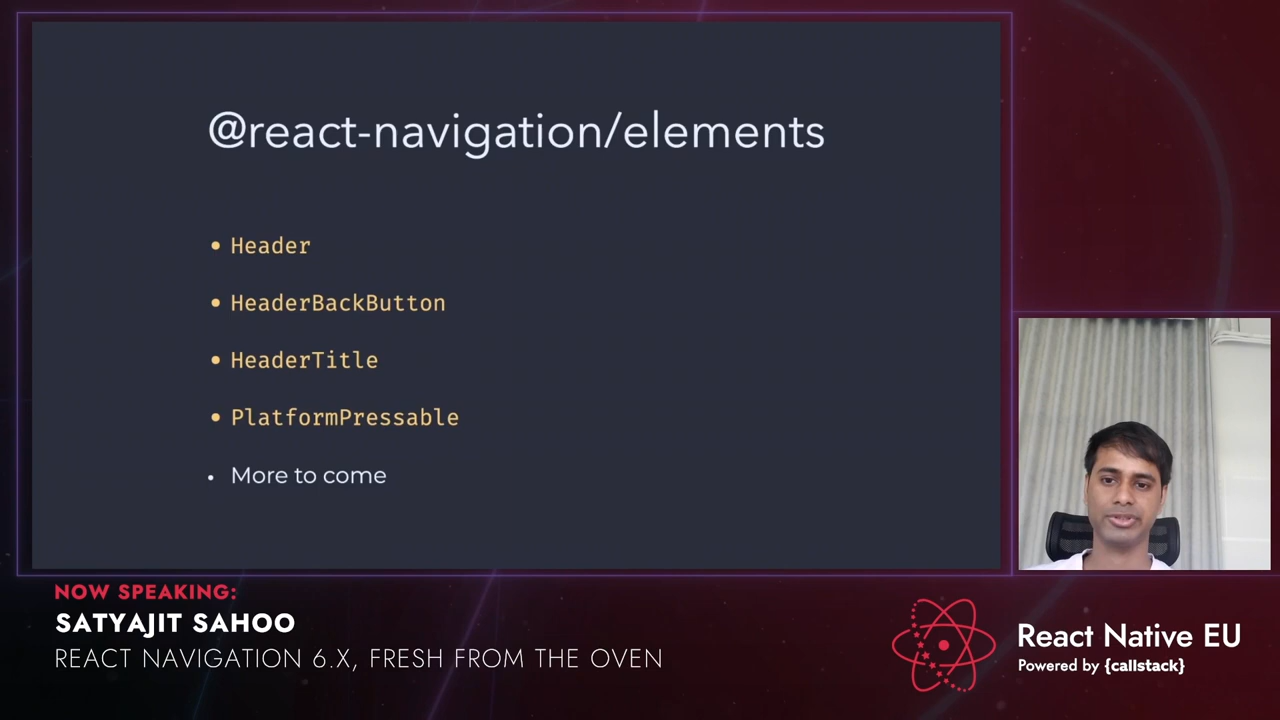 @react-navigation/elements
• Header
• HeaderBackButton
• HeaderTitle
• PlatformPressable
• More to come
NOW SPEAKING:
SATYAJIT SAHOO
REACT NAVIGATION 6.X, FRESH FROM THE OVEN
React Native EU
Powered by {callstack}